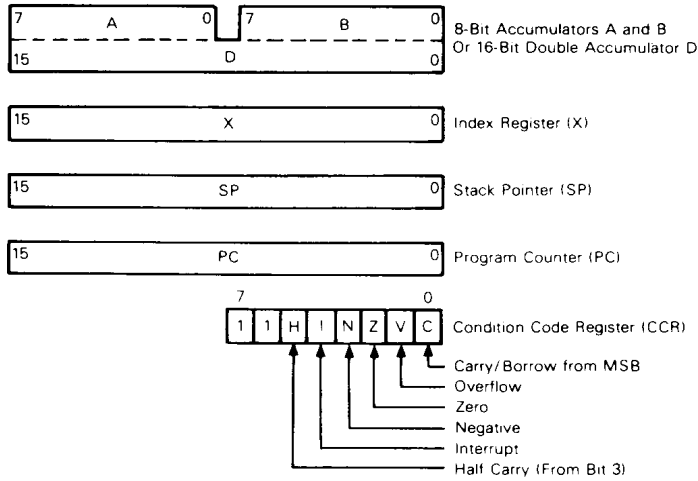 7 A 0 7 B 0
8-Bit Accumulators A and B
15 D 0
Or 16-Bit Double Accumulator D
15 X 0 Index Register (X)
15 SP 0 Stack Pointer (SP)
15 PC 0 Program Counter (PC)
7 0
1 1 H I N Z V C Condition Code Register (CCR)
Carry/Borrow from MSB
Overflow
Zero
Negative
Interrupt
Half Carry (From Bit 3)